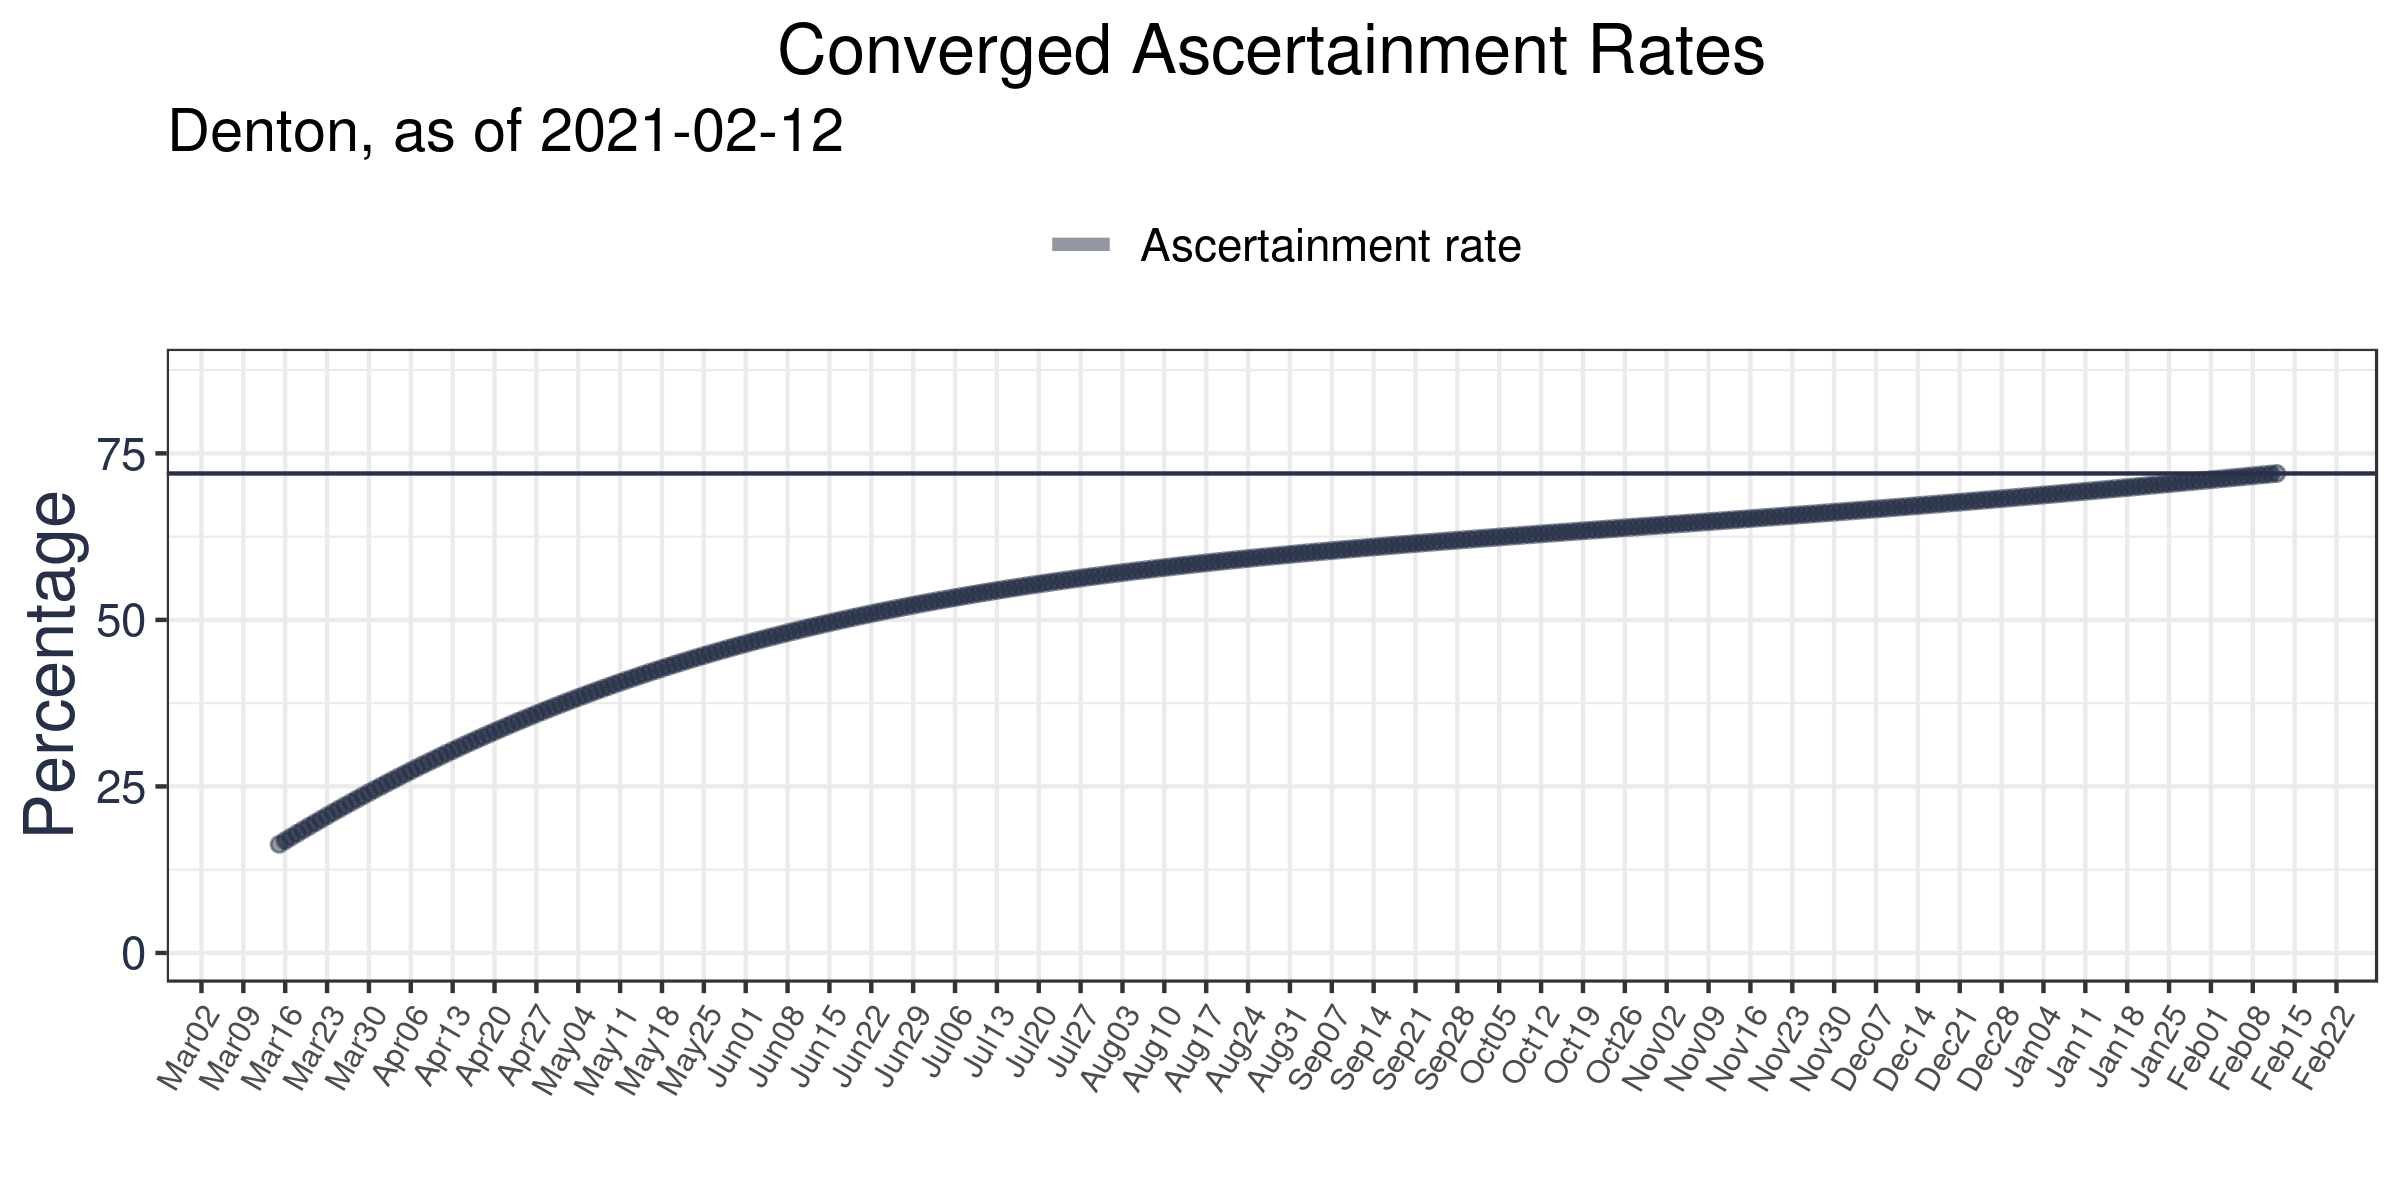 Converged Ascertainment Rates
Denton, as of 2021-02-12
Ascertainment rate
Percentage
75
50
25
0
Mar02 Mar09 Mar16 Mar23 Mar30 Apr06 Apr13 Apr20 Apr27 May04 May11 May18 May25 Jun01 Jun08 Jun15 Jun22 Jun29 Jul06 Jul13 Jul20 Jul27 Aug03 Aug10 Aug17 Aug24 Aug31 Sep07 Sep14 Sep21 Sep28 Oct05 Oct12 Oct19 Oct26 Nov02 Nov09 Nov16 Nov23 Nov30 Dec07 Dec14 Dec21 Dec28 Jan04 Jan11 Jan18 Jan25 Feb01 Feb08 Feb15 Feb22